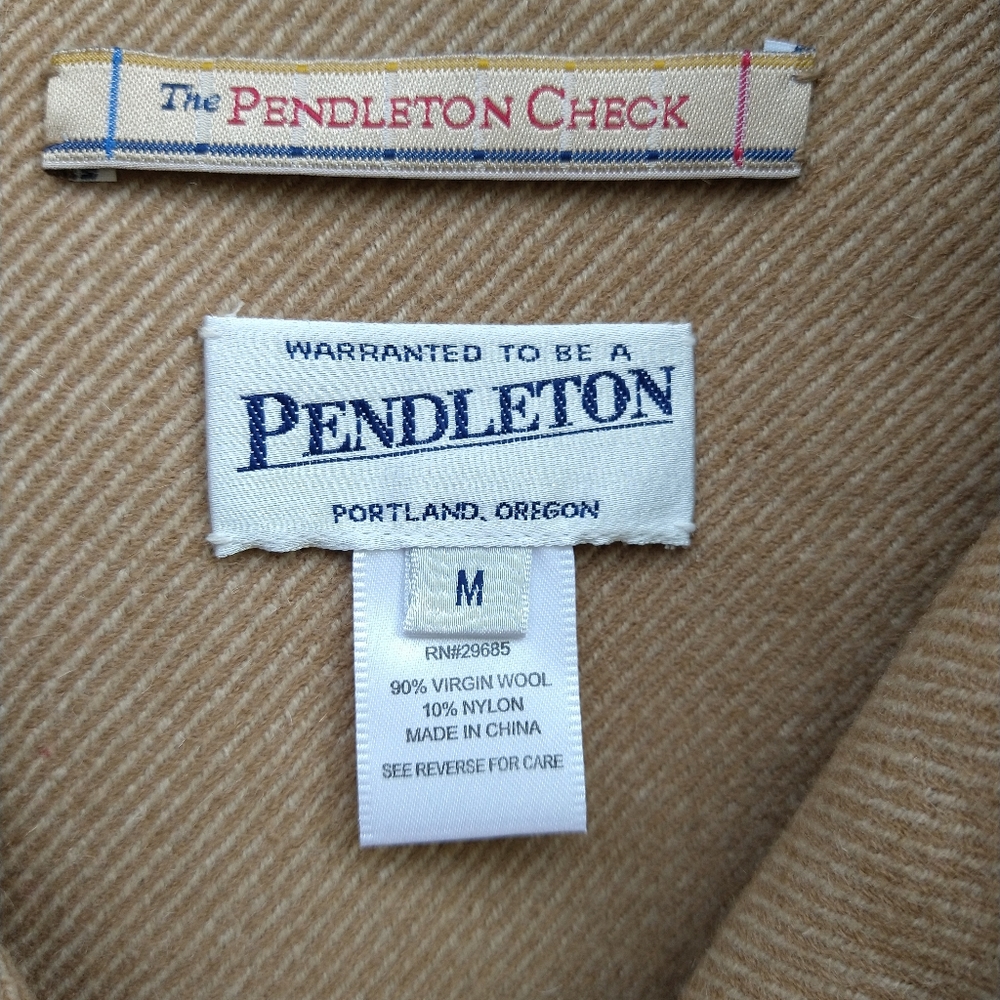 The PENDLETON CHECK
WARRANTED TO BE A
PENDLETON
PORTLAND, OREGON
M
RN#29685
90% VIRGIN WOOL
10% NYLON
MADE IN CHINA
SEE REVERSE FOR CARE